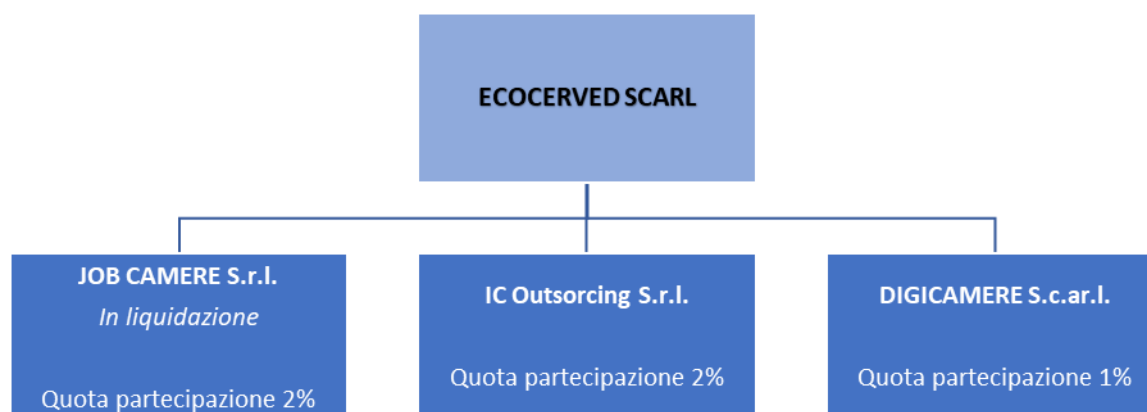 ECOCERVED SCARL
JOB CAMERE S.r.l.
In liquidazione
Quota partecipazione 2%
IC Outsorcing S.r.l.
Quota partecipazione 2%
DIGICAMERE S.c.ar.l.
Quota partecipazione 1%